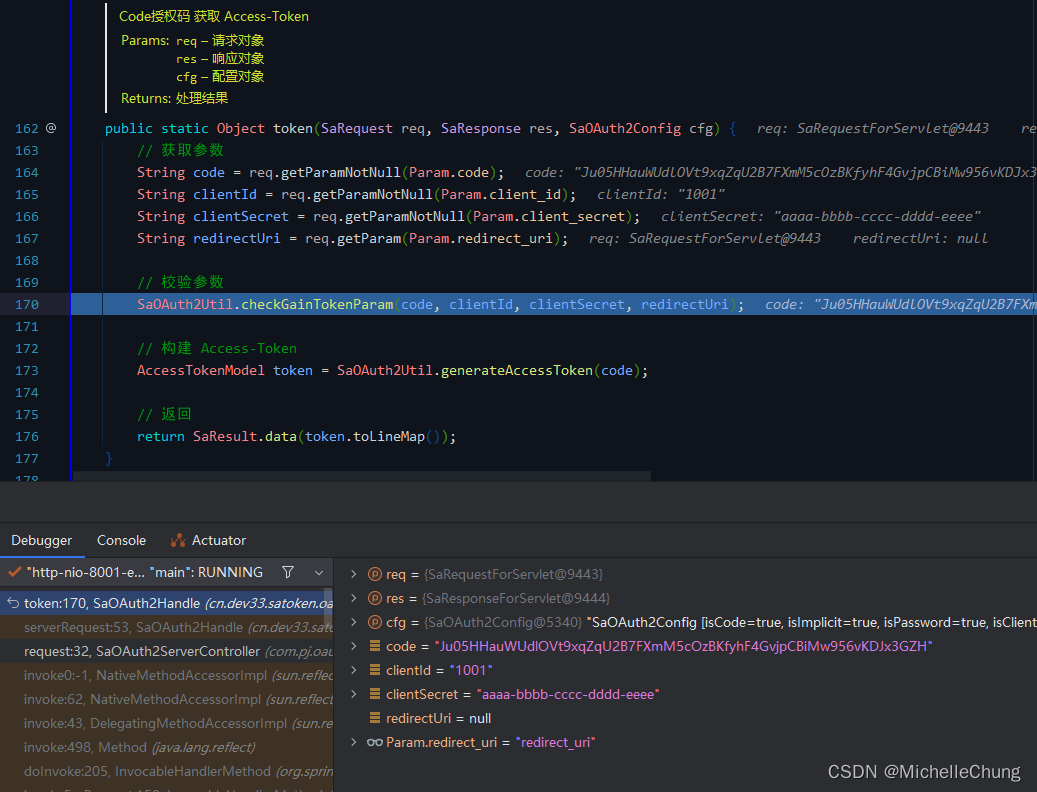 Code授权码 获取 Access-Token
Params: req – 请求对象
res – 响应对象
cfg – 配置对象
Returns: 处理结果
162 @ public static Object token(SaRequest req, SaResponse res, SaOAuth2Config cfg) { req: SaRequestForServlet@9443 re
163 // 获取参数
164 String code = req.getParamNotNull(Param.code); code: "Ju05HHauWUdlOVt9xqZqU2B7FXmM5cOzBKfyhF4GvjpCBiMw956vKDJx3
165 String clientId = req.getParamNotNull(Param.client_id); clientId: "1001"
166 String clientSecret = req.getParamNotNull(Param.client_secret); clientSecret: "aaaa-bbbb-cccc-dddd-eeee"
167 String redirectUri = req.getParam(Param.redirect_uri); req: SaRequestForServlet@9443 redirectUri: null
168
169 // 校验参数
170 SaOAuth2Util.checkGainTokenParam(code, clientId, clientSecret, redirectUri); code: "Ju05HHauWUdlOVt9xqZqU2B7FXm
171
172 // 构建 Access-Token
173 AccessTokenModel token = SaOAuth2Util.generateAccessToken(code);
174
175 // 返回
176 return SaResult.data(token.toLineMap());
177 }
178
Debugger Console Actuator
"http-nio-8001-e... "main": RUNNING
token:170, SaOAuth2Handle (cn.dev33.satoken.oa
serverRequest:53, SaOAuth2Handle (cn.dev33.sato
request:32, SaOAuth2ServerController (com.pj.oau
invoke0:-1, NativeMethodAccessorImpl (sun.reflec
invoke:62, NativeMethodAccessorImpl (sun.reflect
invoke:43, DelegatingMethodAccessorImpl (sun.re
invoke:498, Method (java.lang.reflect)
doInvoke:205, InvocableHandlerMethod (org.sprin
req = {SaRequestForServlet@9443}
res = {SaResponseForServlet@9444}
cfg = {SaOAuth2Config@5340} "SaOAuth2Config [isCode=true, isImplicit=true, isPassword=true, isClient
code = "Ju05HHauWUdlOVt9xqZqU2B7FXmM5cOzBKfyhF4GvjpCBiMw956vKDJx3GZH"
clientId = "1001"
clientSecret = "aaaa-bbbb-cccc-dddd-eeee"
redirectUri = null
Param.redirect_uri = "redirect_uri"
CSDN @MichelleChung